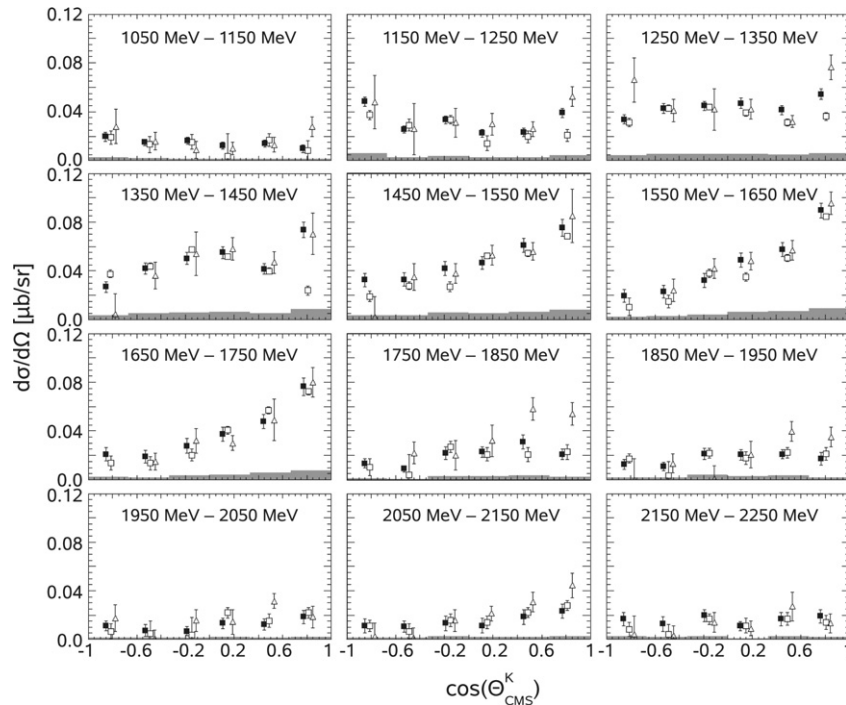 0.12
0.08
0.04
0.0
1050 MeV – 1150 MeV
1150 MeV – 1250 MeV
1250 MeV – 1350 MeV
0.12
0.08
0.04
0.0
1350 MeV – 1450 MeV
1450 MeV – 1550 MeV
1550 MeV – 1650 MeV
dσ/dΩ [μb/sr]
0.12
0.08
0.04
0.0
1650 MeV – 1750 MeV
1750 MeV – 1850 MeV
1850 MeV – 1950 MeV
0.12
0.08
0.04
0.0
1950 MeV – 2050 MeV
2050 MeV – 2150 MeV
2150 MeV – 2250 MeV
-1 -0.6 -0.2 0.2 0.6 -1 -0.6 -0.2 0.2 0.6 -1 -0.6 -0.2 0.2 0.6 1
cos(Θ^K_CMS)